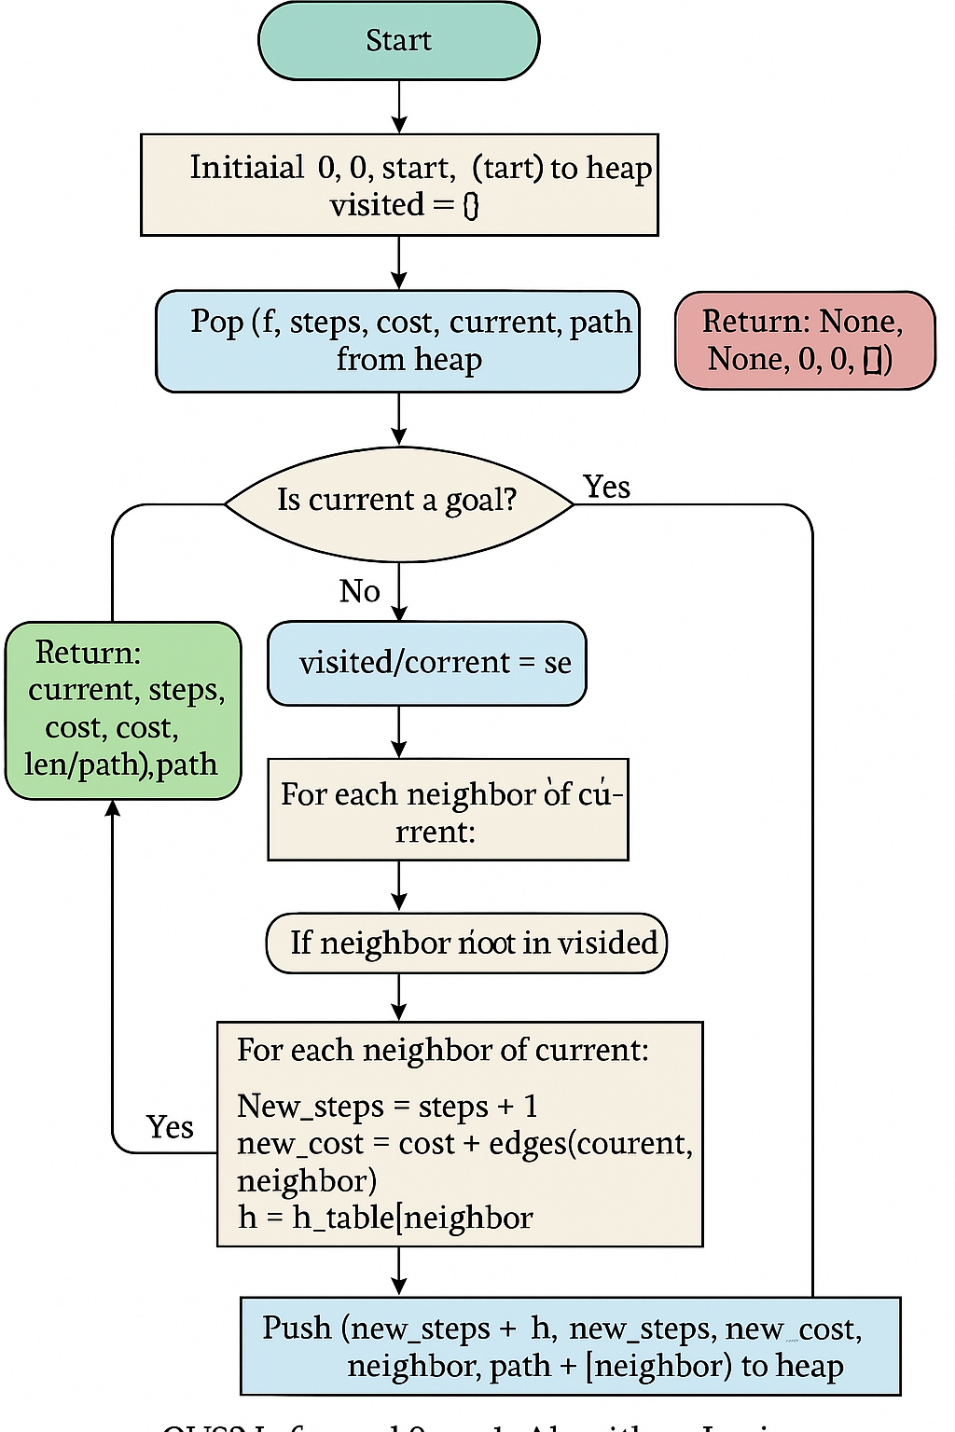 Start
Initiaial 0, 0, start, (tart) to heap
visited = {}
Pop (f, steps, cost, current, path
from heap
Return: None,
None, 0, 0, [])
Is current a goal?
Yes
No
Return:
current, steps,
cost, cost,
len/path),path
visited/corrent = se
For each neighbor of cu-
rrent:
If neighbor noot in visided
For each neighbor of current:
New_steps = steps + 1
new_cost = cost + edges(courent,
neighbor)
h = h_table[neighbor
Yes
Push (new_steps + h, new_steps, new_cost,
neighbor, path + [neighbor) to heap